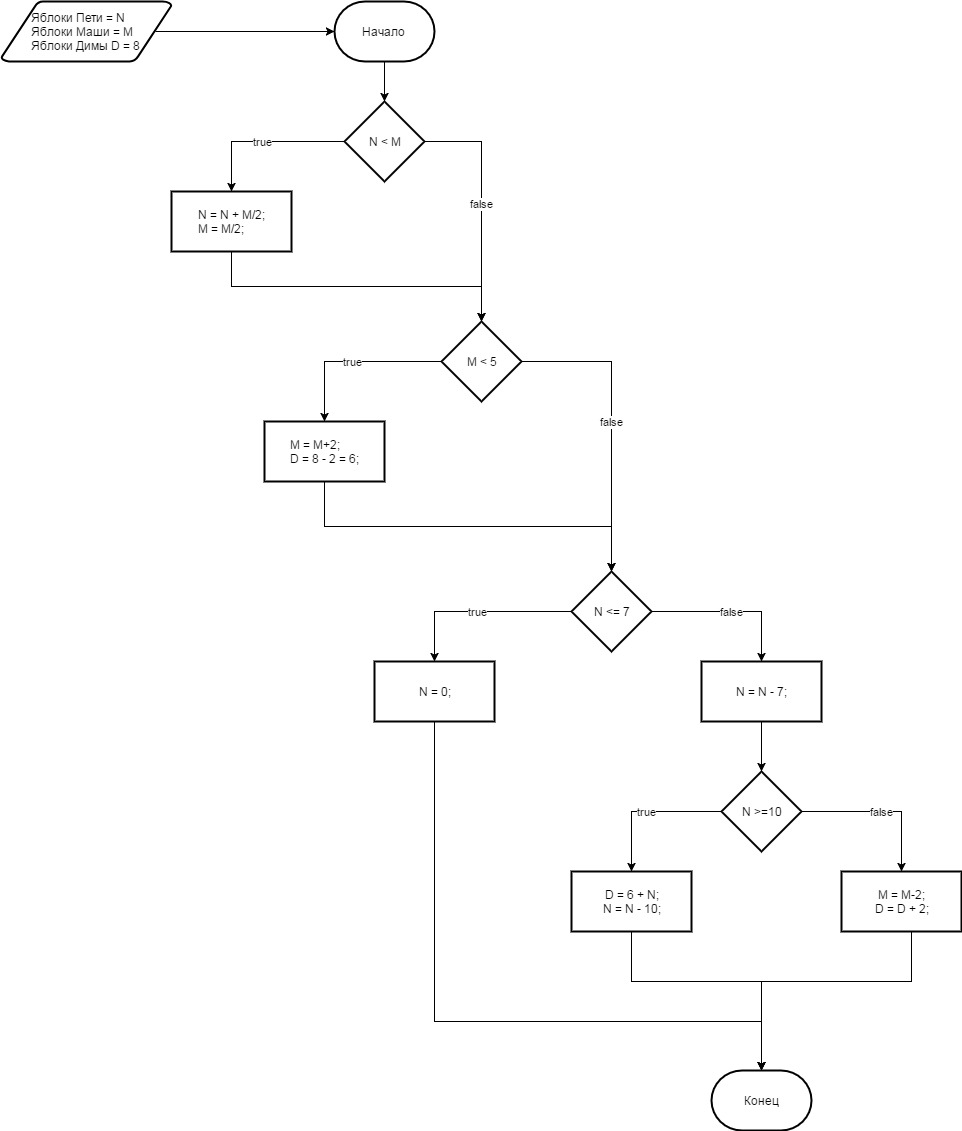 Яблоки Пети = N
Яблоки Маши = M
Яблоки Димы D = 8
Начало
N < M
true
false
N = N + M/2;
M = M/2;
M < 5
true
false
M = M+2;
D = 8 - 2 = 6;
N <= 7
true
false
N = 0;
N = N - 7;
N >=10
true
false
D = 6 + N;
N = N - 10;
M = M-2;
D = D + 2;
Конец